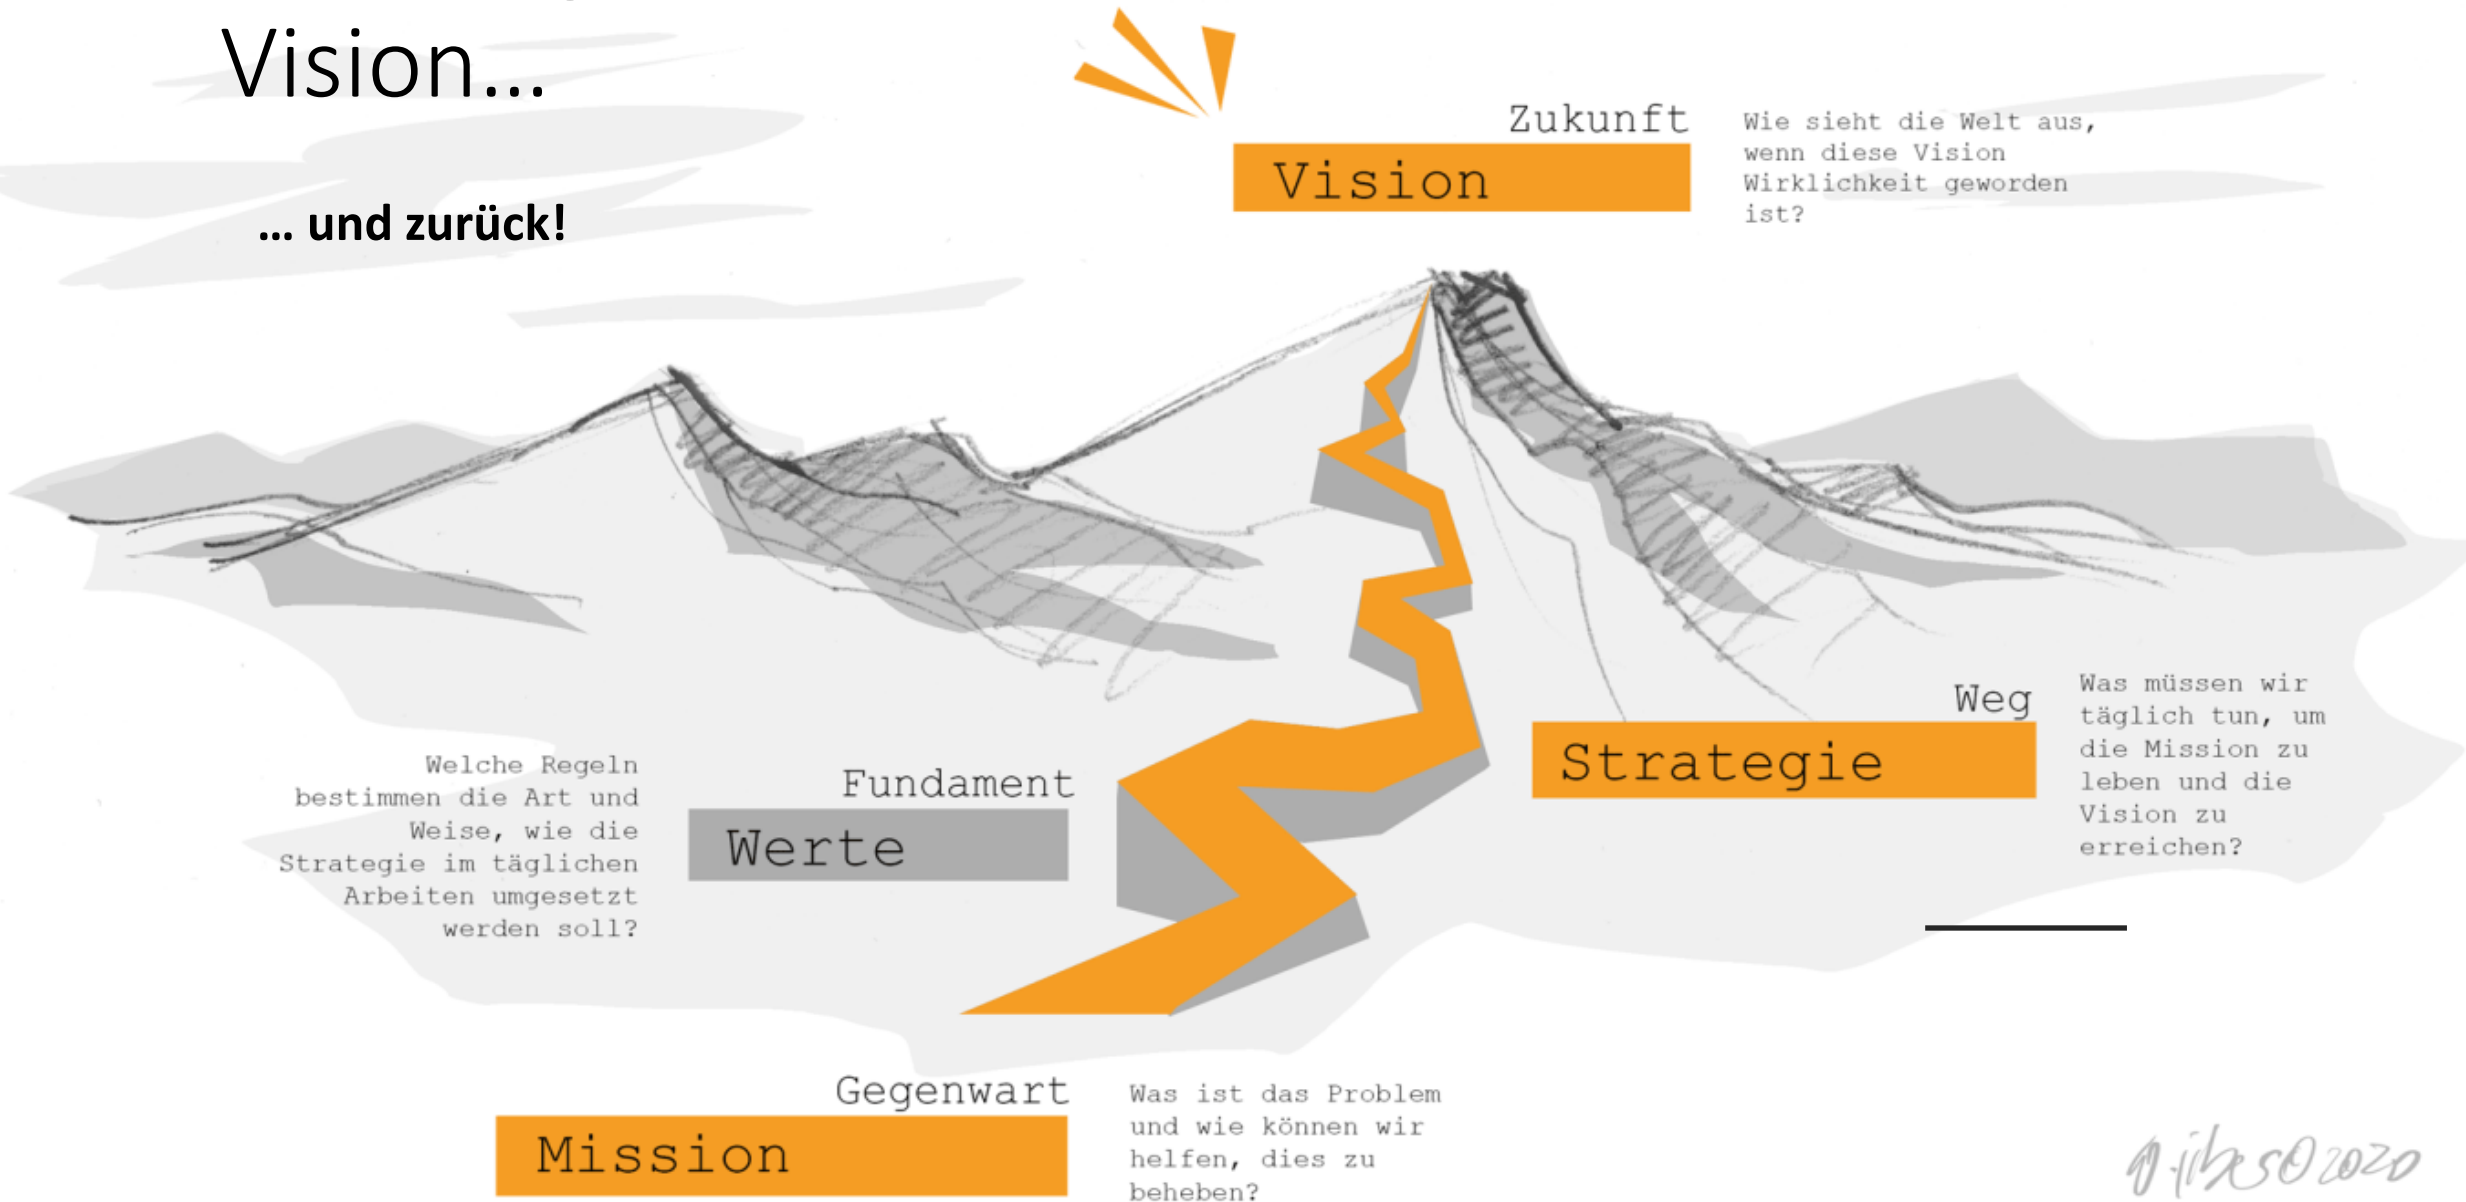 Vision...
... und zurück!
Zukunft
Vision
Wie sieht die Welt aus,
wenn diese Vision
Wirklichkeit geworden
ist?
Weg
Strategie
Was müssen wir
täglich tun, um
die Mission zu
leben und die
Vision zu
erreichen?
Welche Regeln
bestimmen die Art und
Weise, wie die
Strategie im täglichen
Arbeiten umgesetzt
werden soll?
Fundament
Werte
Gegenwart
Mission
Was ist das Problem
und wie können wir
helfen, dies zu
beheben?
2020